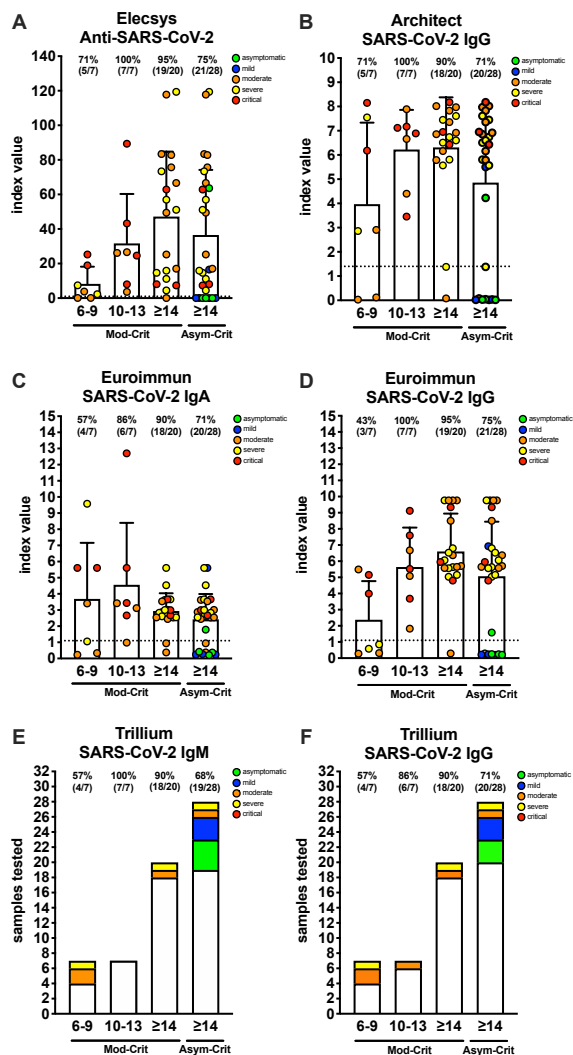 A
Elecsys
Anti-SARS-CoV-2
71% 100% 95% 75%
(5/7) (7/7) (19/20) (21/28)
asymptomatic
mild
moderate
severe
critical
index value
140
120
100
80
60
40
20
0
6-9 10-13 ≥14 ≥14
Mod-Crit Asym-Crit
B
Architect
SARS-CoV-2 IgG
71% 100% 90% 71%
(5/7) (7/7) (18/20) (20/28)
asymptomatic
mild
moderate
severe
critical
index value
10
9
8
7
6
5
4
3
2
1
0
6-9 10-13 ≥14 ≥14
Mod-Crit Asym-Crit
C
Euroimmun
SARS-CoV-2 IgA
57% 86% 90% 71%
(4/7) (6/7) (18/20) (20/28)
asymptomatic
mild
moderate
severe
critical
index value
15
14
13
12
11
10
9
8
7
6
5
4
3
2
1
0
6-9 10-13 ≥14 ≥14
Mod-Crit Asym-Crit
D
Euroimmun
SARS-CoV-2 IgG
43% 100% 95% 75%
(3/7) (7/7) (19/20) (21/28)
asymptomatic
mild
moderate
severe
critical
index value
15
14
13
12
11
10
9
8
7
6
5
4
3
2
1
0
6-9 10-13 ≥14 ≥14
Mod-Crit Asym-Crit
E
Trillium
SARS-CoV-2 IgM
57% 100% 90% 68%
(4/7) (7/7) (18/20) (19/28)
asymptomatic
mild
moderate
severe
critical
samples tested
32
30
28
26
24
22
20
18
16
14
12
10
8
6
4
2
0
6-9 10-13 ≥14 ≥14
Mod-Crit Asym-Crit
F
Trillium
SARS-CoV-2 IgG
57% 86% 90% 71%
(4/7) (6/7) (18/20) (20/28)
asymptomatic
mild
moderate
severe
critical
samples tested
32
30
28
26
24
22
20
18
16
14
12
10
8
6
4
2
0
6-9 10-13 ≥14 ≥14
Mod-Crit Asym-Crit